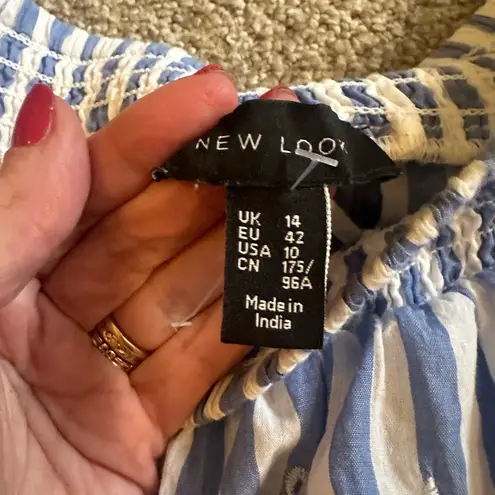 NEW LOOK
UK 14
EU 42
USA 10
CN 175/
96A
Made in
India